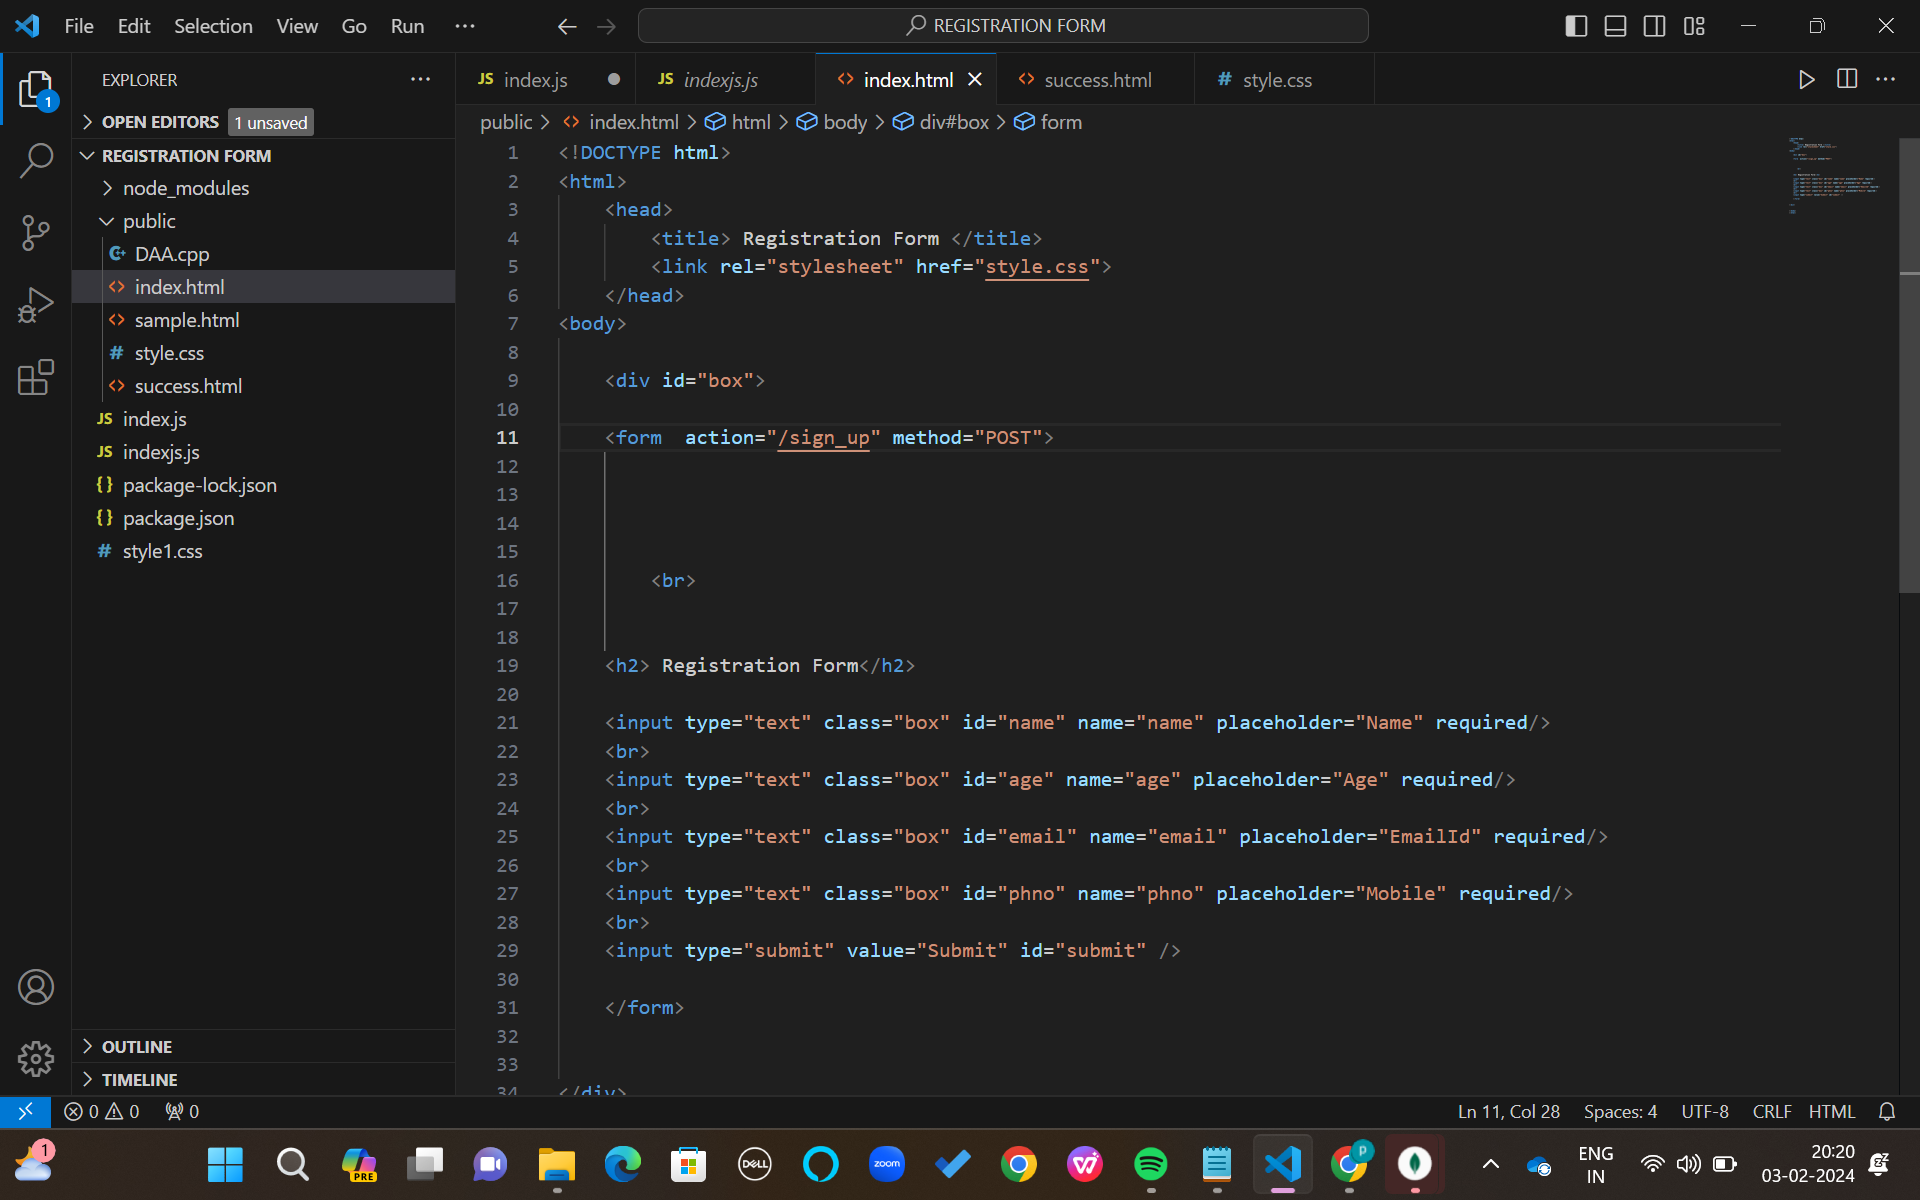 File Edit Selection View Go Run ··· REGISTRATION FORM
EXPLORER ···
OPEN EDITORS 1 unsaved
REGISTRATION FORM
node_modules
public
DAA.cpp
index.html
sample.html
style.css
success.html
JS index.js
JS indexjs.js
{} package-lock.json
{} package.json
# style1.css
OUTLINE
TIMELINE
1
JS index.js JS indexjs.js <> index.html <> success.html # style.css
public > <> index.html > html > body > div#box > form
1 <!DOCTYPE html>
2 <html>
3 <head>
4 <title> Registration Form </title>
5 <link rel="stylesheet" href="style.css">
6 </head>
7 <body>
8
9 <div id="box">
10
11 <form  action="/sign_up" method="POST">
12
13
14
15
16 <br>
17
18
19 <h2> Registration Form</h2>
20
21 <input type="text" class="box" id="name" name="name" placeholder="Name" required/>
22 <br>
23 <input type="text" class="box" id="age" name="age" placeholder="Age" required/>
24 <br>
25 <input type="text" class="box" id="email" name="email" placeholder="EmailId" required/>
26 <br>
27 <input type="text" class="box" id="phno" name="phno" placeholder="Mobile" required/>
28 <br>
29 <input type="submit" value="Submit" id="submit" />
30
31 </form>
32
33
34 </div>
0 0 0 Ln 11, Col 28 Spaces: 4 UTF-8 CRLF HTML
1 PRE DELL zoom P
ENG
IN
20:20
03-02-2024